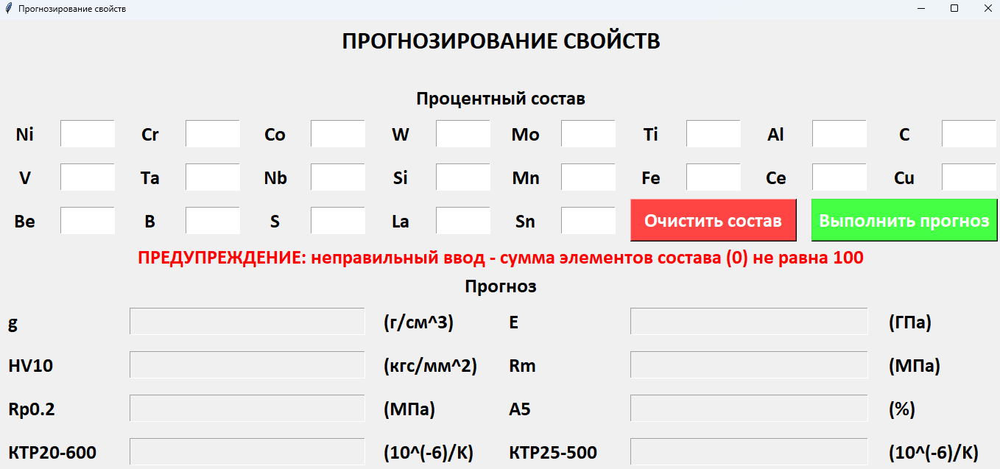 Прогнозирование свойств
ПРОГНОЗИРОВАНИЕ СВОЙСТВ
Процентный состав
Ni Cr Co W Mo Ti Al C
V Ta Nb Si Mn Fe Ce Cu
Be B S La Sn Очистить состав Выполнить прогноз
ПРЕДУПРЕЖДЕНИЕ: неправильный ввод - сумма элементов состава (0) не равна 100
Прогноз
g (г/см^3) E (ГПа)
HV10 (кгс/мм^2) Rm (МПа)
Rp0.2 (МПа) A5 (%)
КТР20-600 (10^(-6)/K) КТР25-500 (10^(-6)/K)